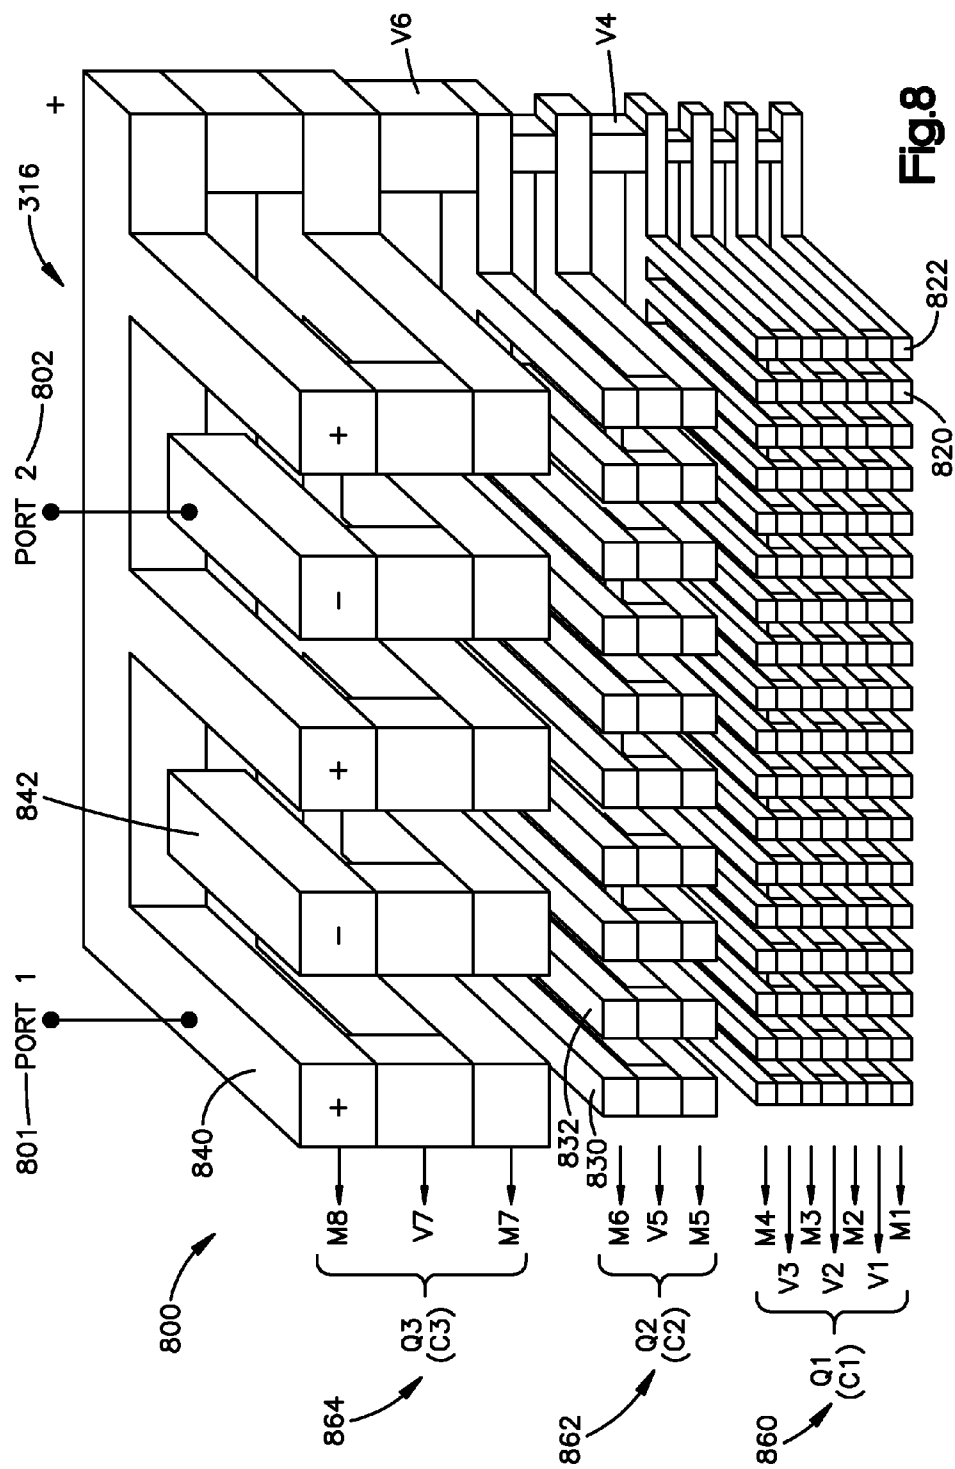 Fig.8
800
801
PORT 1
PORT 2
802
316
+
840
842
+
-
+
-
+
V6
V4
M8
V7
M7
Q3
(C3)
864
832
830
M6
V5
M5
Q2
(C2)
862
820
822
M4
V3
M3
V2
M2
V1
M1
Q1
(C1)
860